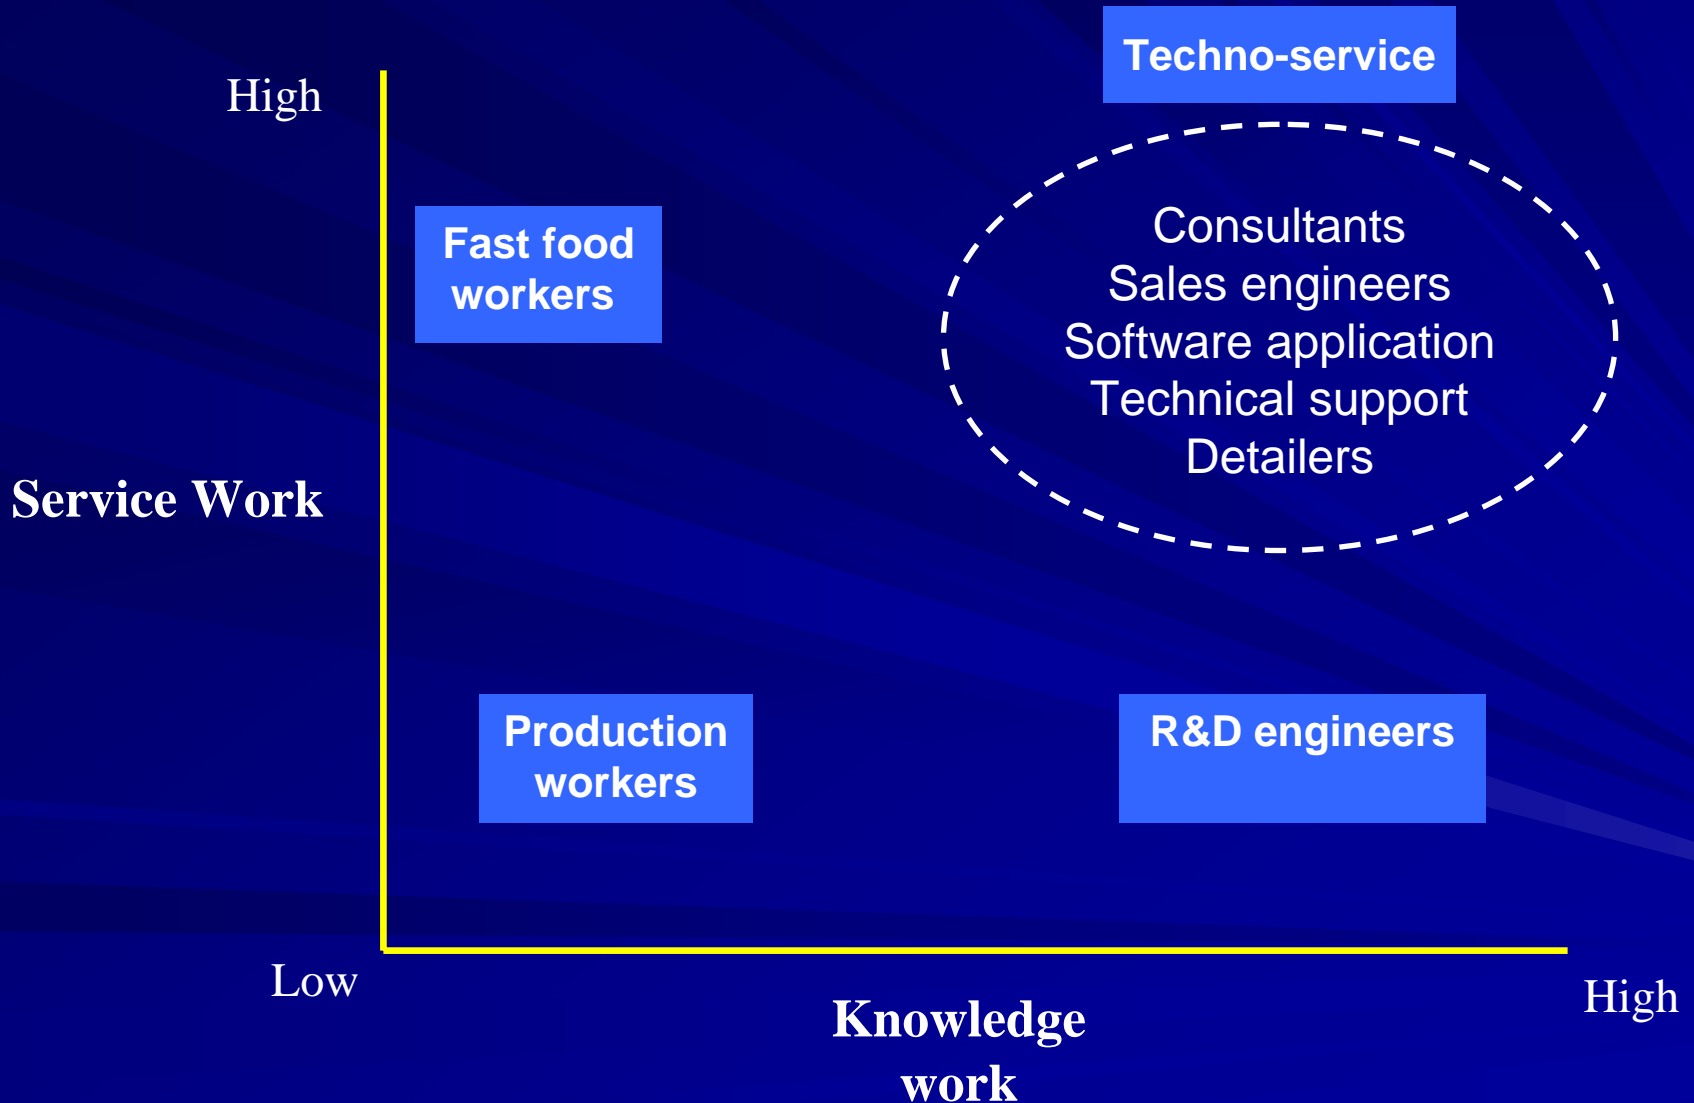 Techno-service
High
Fast food
workers
Consultants
Sales engineers
Software application
Technical support
Detailers
Service Work
Production
workers
R&D engineers
Low
High
Knowledge
work